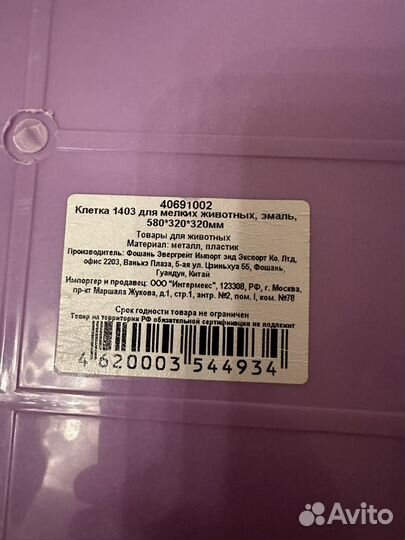 40691002
Клетка 1403 для мелких животных, эмаль,
580*320*320мм
Товары для животных
Материал: металл, пластик
Производитель: Фошань Эвергрейт Импорт энд Экспорт Ко. Лтд,
офис 2203, Ванькэ Плаза, 5-ая ул. Цзиньхуа 55, Фошань,
Гуандун, Китай
Импортер и продавец: ООО "Интермекс", 123308, РФ, г. Москва,
пр-кт Маршала Жукова, д.1, стр.1, антр. №2, пом. I, ком. №78
Срок годности товара не ограничен
Товар на территории РФ обязательной сертификации не подлежит
4 620003 544934
Avito